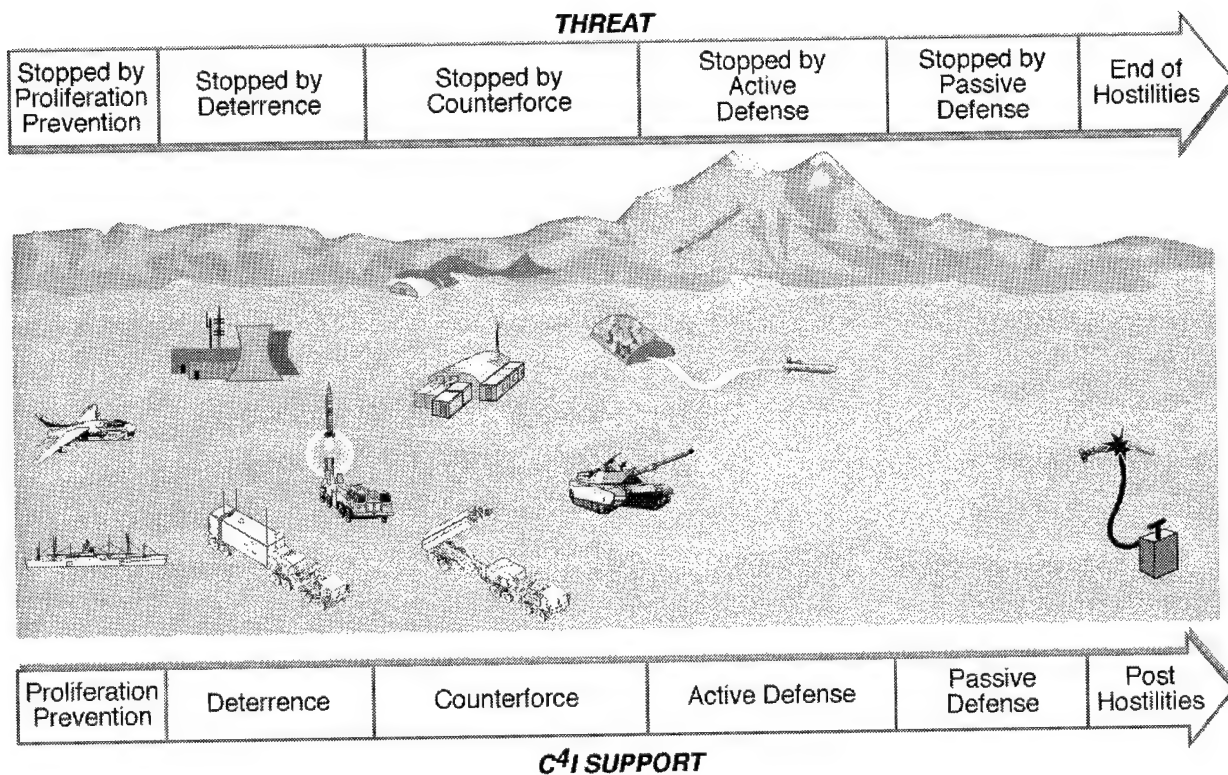 THREAT
Stopped by
Proliferation
Prevention
Stopped by
Deterrence
Stopped by
Counterforce
Stopped by
Active
Defense
Stopped by
Passive
Defense
End of
Hostilities
Proliferation
Prevention
Deterrence
Counterforce
Active Defense
Passive
Defense
Post
Hostilities
C⁴I SUPPORT